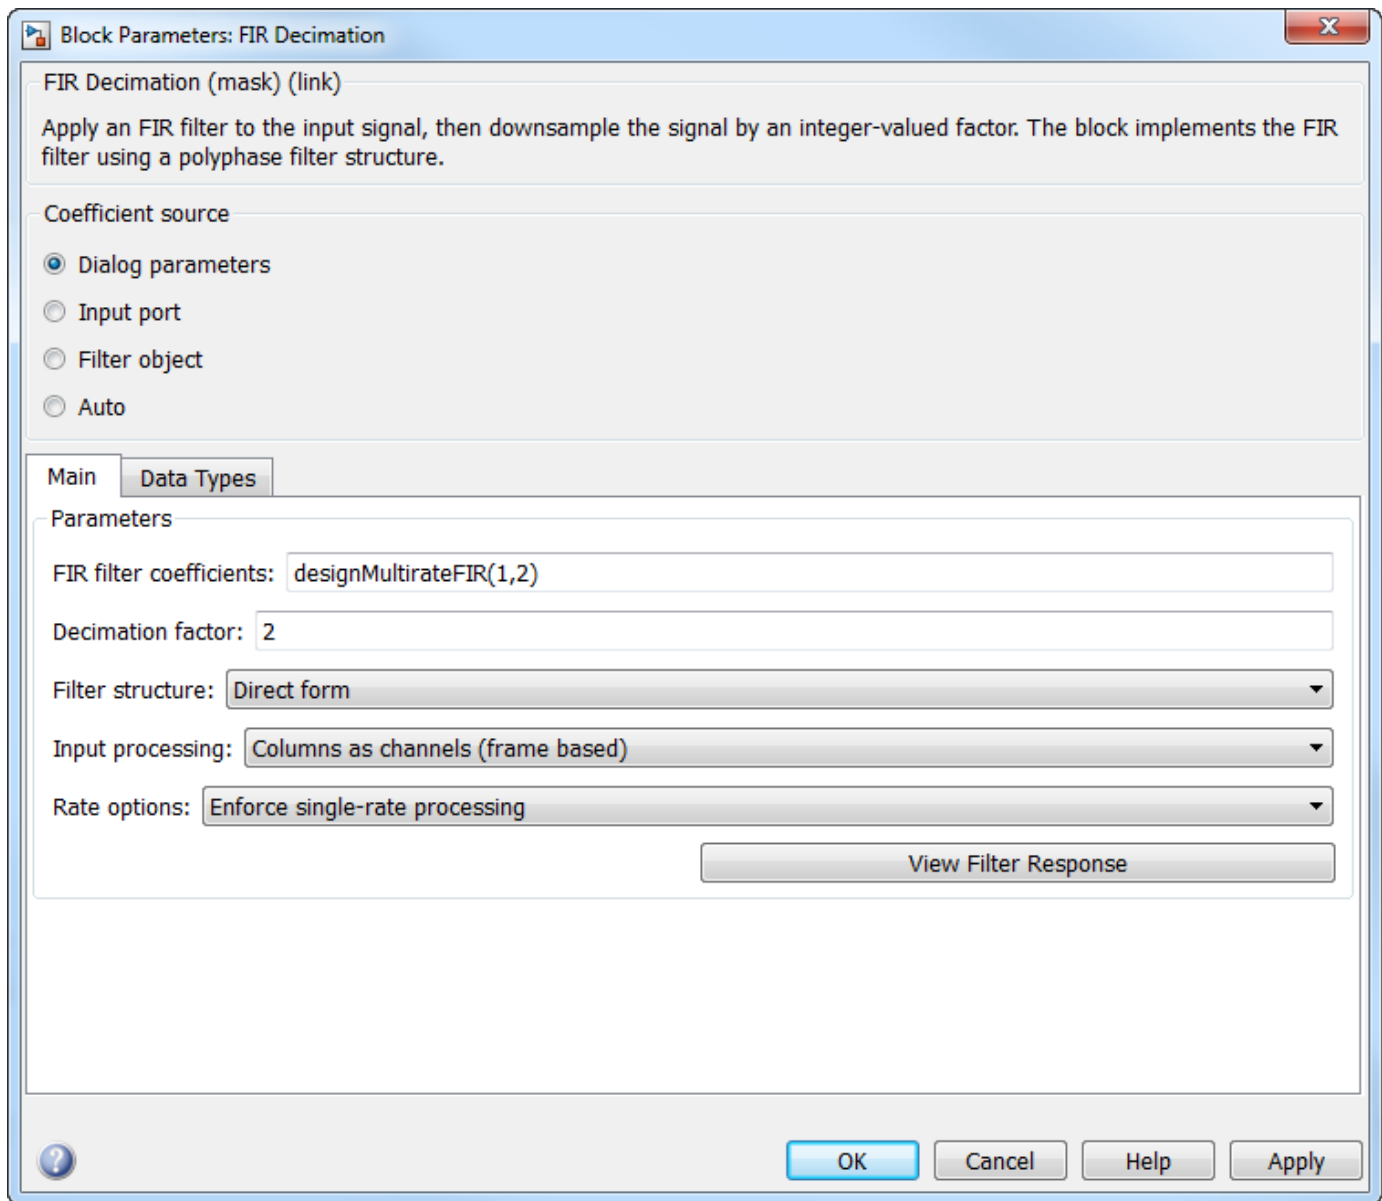 Block Parameters: FIR Decimation
X
FIR Decimation (mask) (link)
Apply an FIR filter to the input signal, then downsample the signal by an integer-valued factor. The block implements the FIR
filter using a polyphase filter structure.
Coefficient source
Dialog parameters
Input port
Filter object
Auto
Main Data Types
Parameters
FIR filter coefficients: designMultirateFIR(1,2)
Decimation factor: 2
Filter structure: Direct form
Input processing: Columns as channels (frame based)
Rate options: Enforce single-rate processing
View Filter Response
? OK Cancel Help Apply